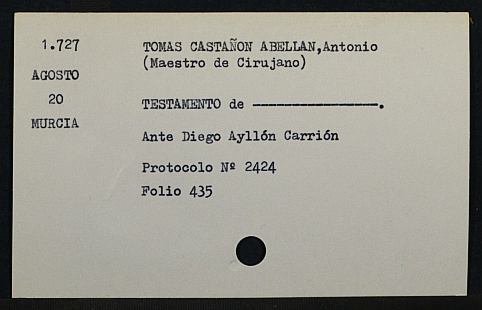 1.727
TOMAS CASTAÑON ABELLAN,Antonio
(Maestro de Cirujano)
AGOSTO
20
TESTAMENTO de ----------------.
MURCIA
Ante Diego Ayllón Carrión
Protocolo Nº 2424
Folio 435